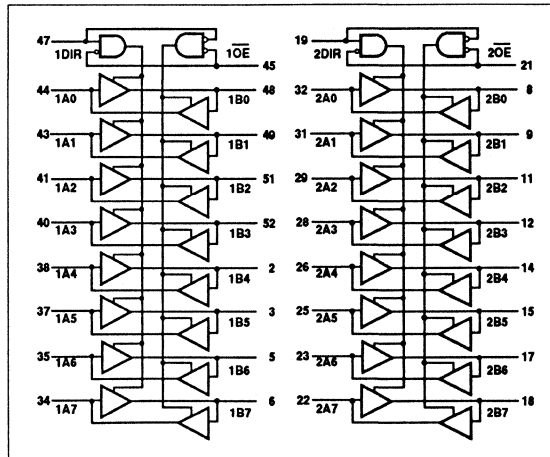 47 19
1DIR 1OE 2DIR 2OE
45 21
44 48 32 8
1A0 1B0 2A0 2B0
43 49 31 9
1A1 1B1 2A1 2B1
41 51 29 11
1A2 1B2 2A2 2B2
40 52 28 12
1A3 1B3 2A3 2B3
38 2 26 14
1A4 1B4 2A4 2B4
37 3 25 15
1A5 1B5 2A5 2B5
35 5 23 17
1A6 1B6 2A6 2B6
34 6 22 18
1A7 1B7 2A7 2B7